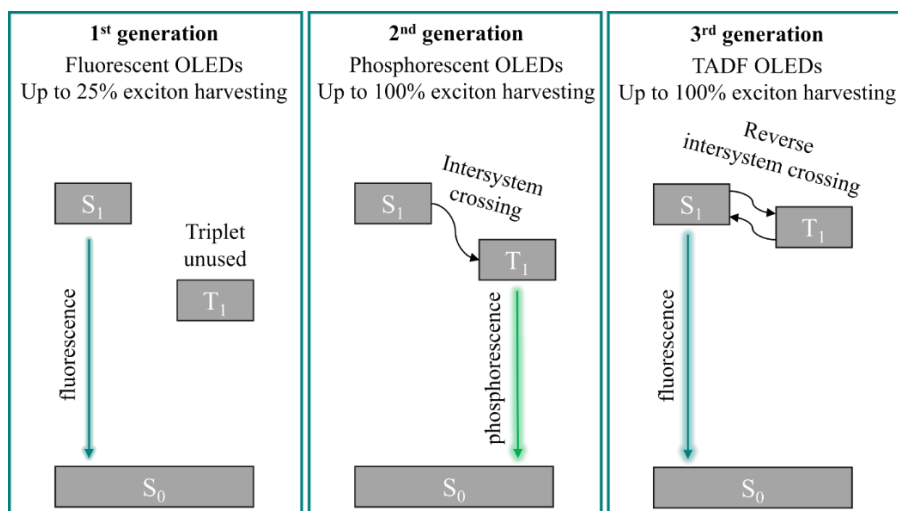 1st generation
Fluorescent OLEDs
Up to 25% exciton harvesting
S1
Triplet
unused
T1
fluorescence
S0
2nd generation
Phosphorescent OLEDs
Up to 100% exciton harvesting
Intersystem
crossing
S1
T1
phosphorescence
S0
3rd generation
TADF OLEDs
Up to 100% exciton harvesting
Reverse
intersystem crossing
S1
T1
fluorescence
S0